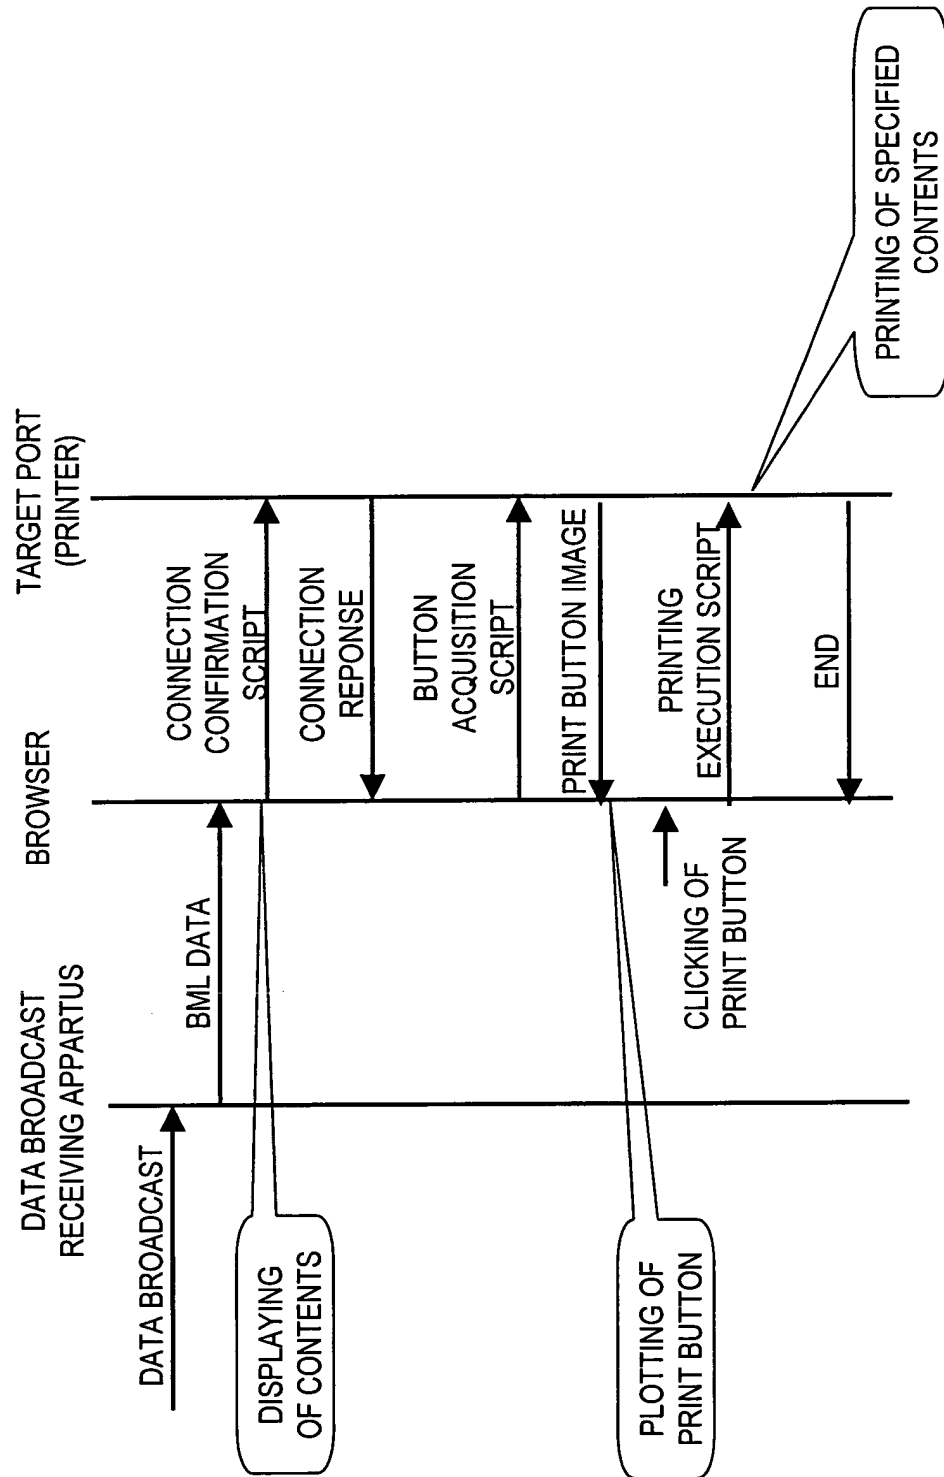 DATA BROADCAST
RECEIVING APPARTUS
BROWSER
TARGET PORT
(PRINTER)
DATA BROADCAST
BML DATA
DISPLAYING
OF CONTENTS
CONNECTION
CONFIRMATION
SCRIPT
CONNECTION
REPONSE
BUTTON
ACQUISITION
SCRIPT
PRINT BUTTON IMAGE
PLOTTING OF
PRINT BUTTON
CLICKING OF
PRINT BUTTON
PRINTING
EXECUTION SCRIPT
PRINTING OF SPECIFIED
CONTENTS
END